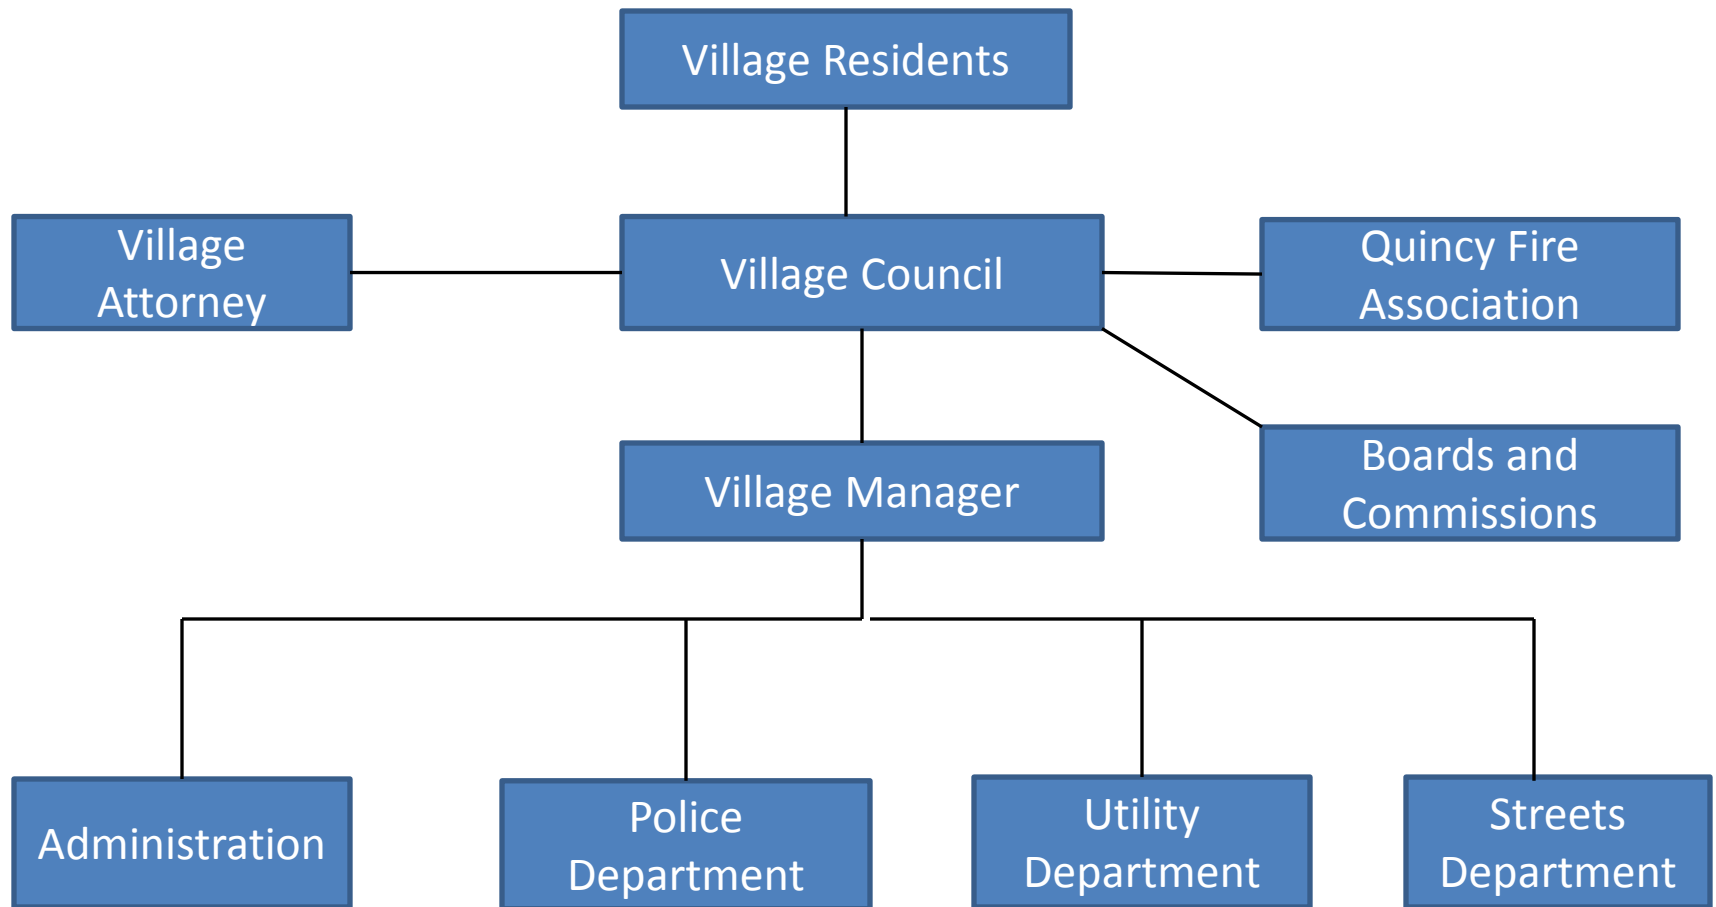 Village Residents
Village
Attorney
Village Council
Quincy Fire
Association
Village Manager
Boards and
Commissions
Administration
Police
Department
Utility
Department
Streets
Department